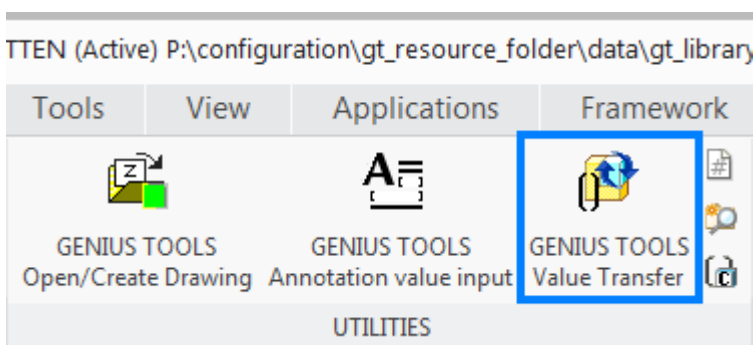 TTEN (Active) P:\configuration\gt_resource_folder\data\gt_library
Tools View Applications Framework
GENIUS TOOLS GENIUS TOOLS GENIUS TOOLS
Open/Create Drawing Annotation value input Value Transfer
UTILITIES